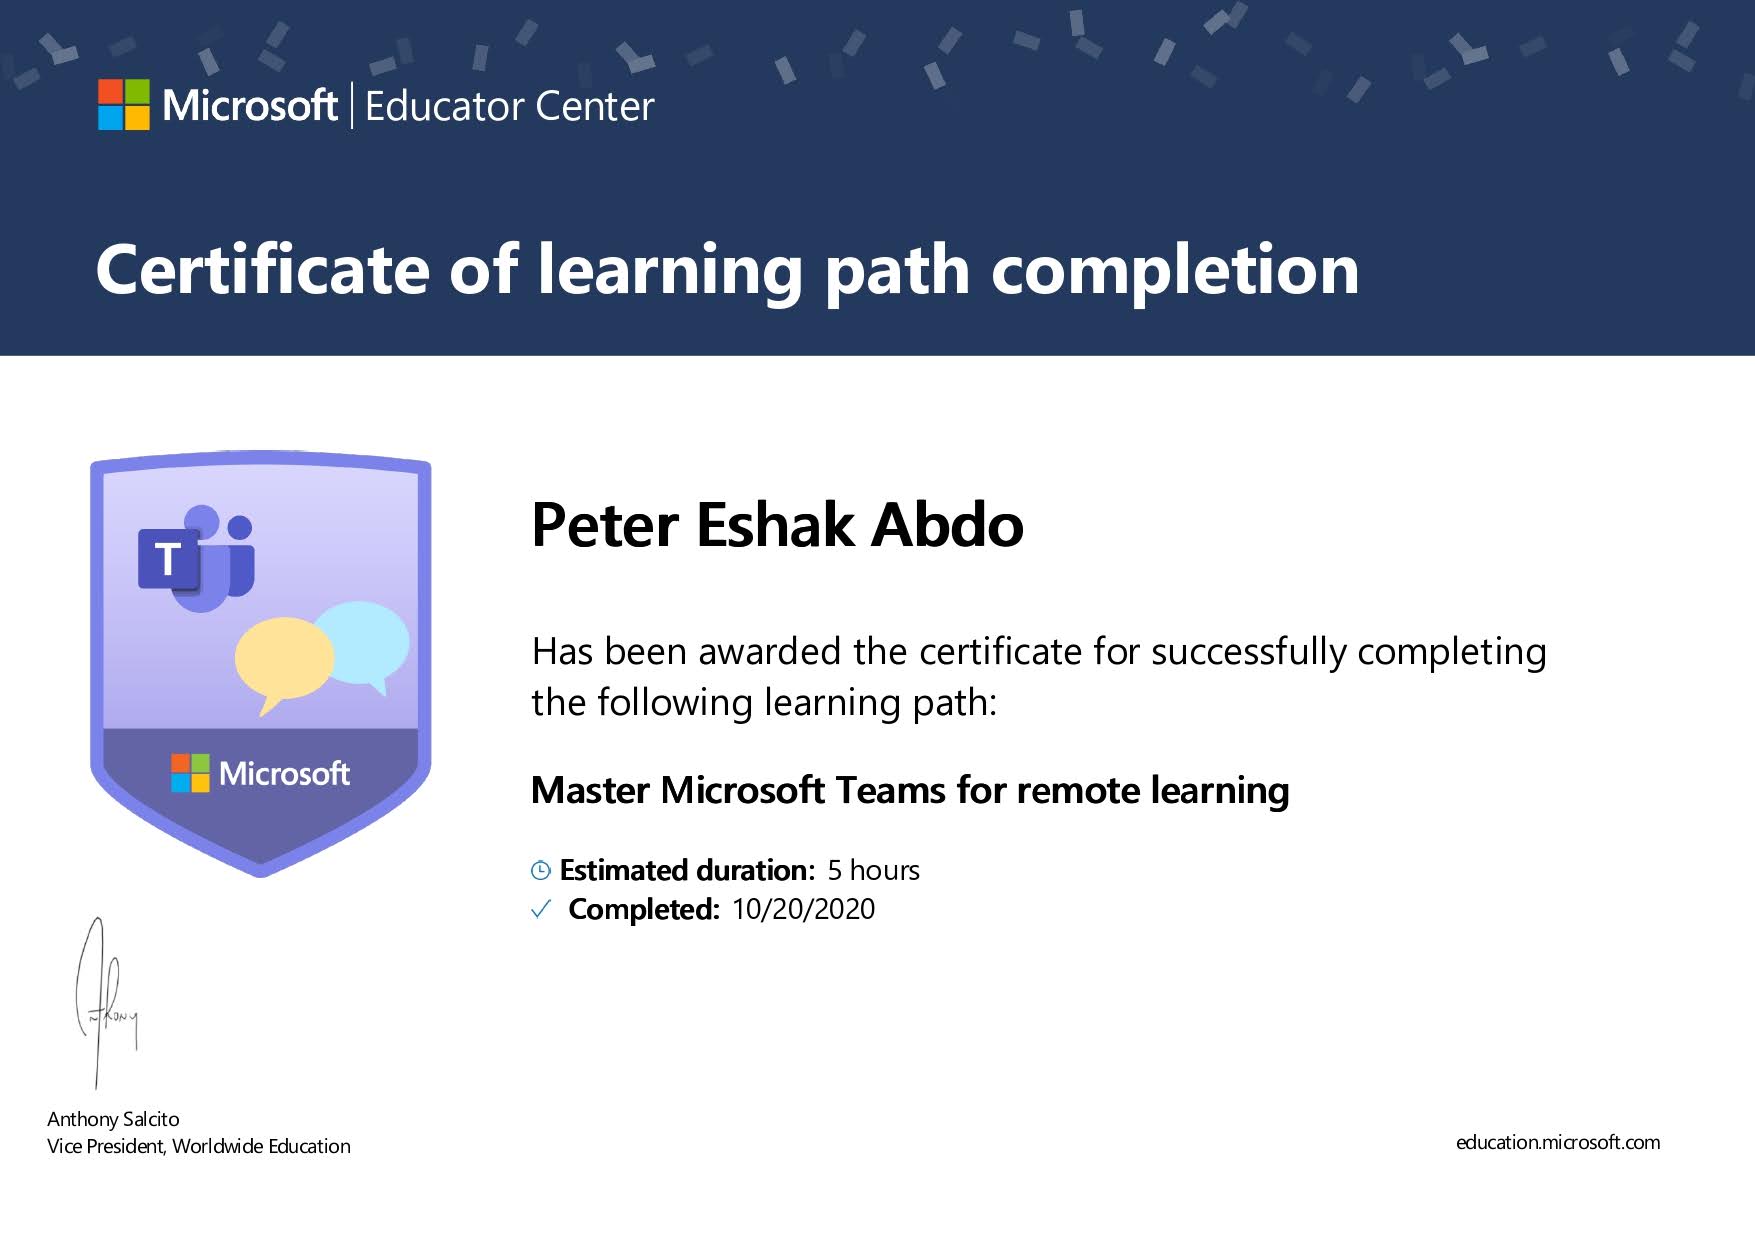 Microsoft | Educator Center
Certificate of learning path completion
T
Microsoft
Peter Eshak Abdo
Has been awarded the certificate for successfully completing
the following learning path:
Master Microsoft Teams for remote learning
Estimated duration: 5 hours
Completed: 10/20/2020
Anthony
Anthony Salcito
Vice President, Worldwide Education
education.microsoft.com